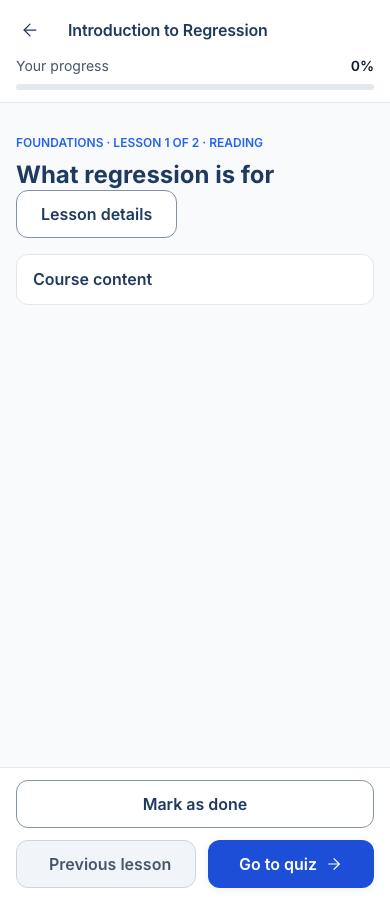 Introduction to Regression
Your progress
0%
FOUNDATIONS · LESSON 1 OF 2 · READING
What regression is for
Lesson details
Course content
Mark as done
Previous lesson
Go to quiz